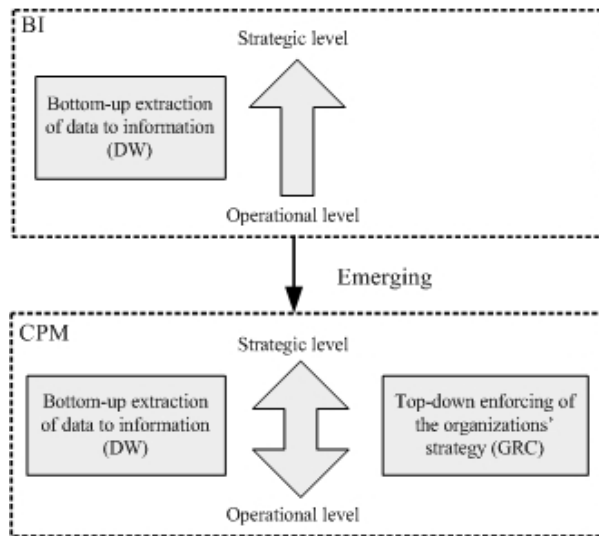 BI
Strategic level
Bottom-up extraction
of data to information
(DW)
Operational level
Emerging
CPM
Strategic level
Bottom-up extraction
of data to information
(DW)
Top-down enforcing of
the organizations'
strategy (GRC)
Operational level